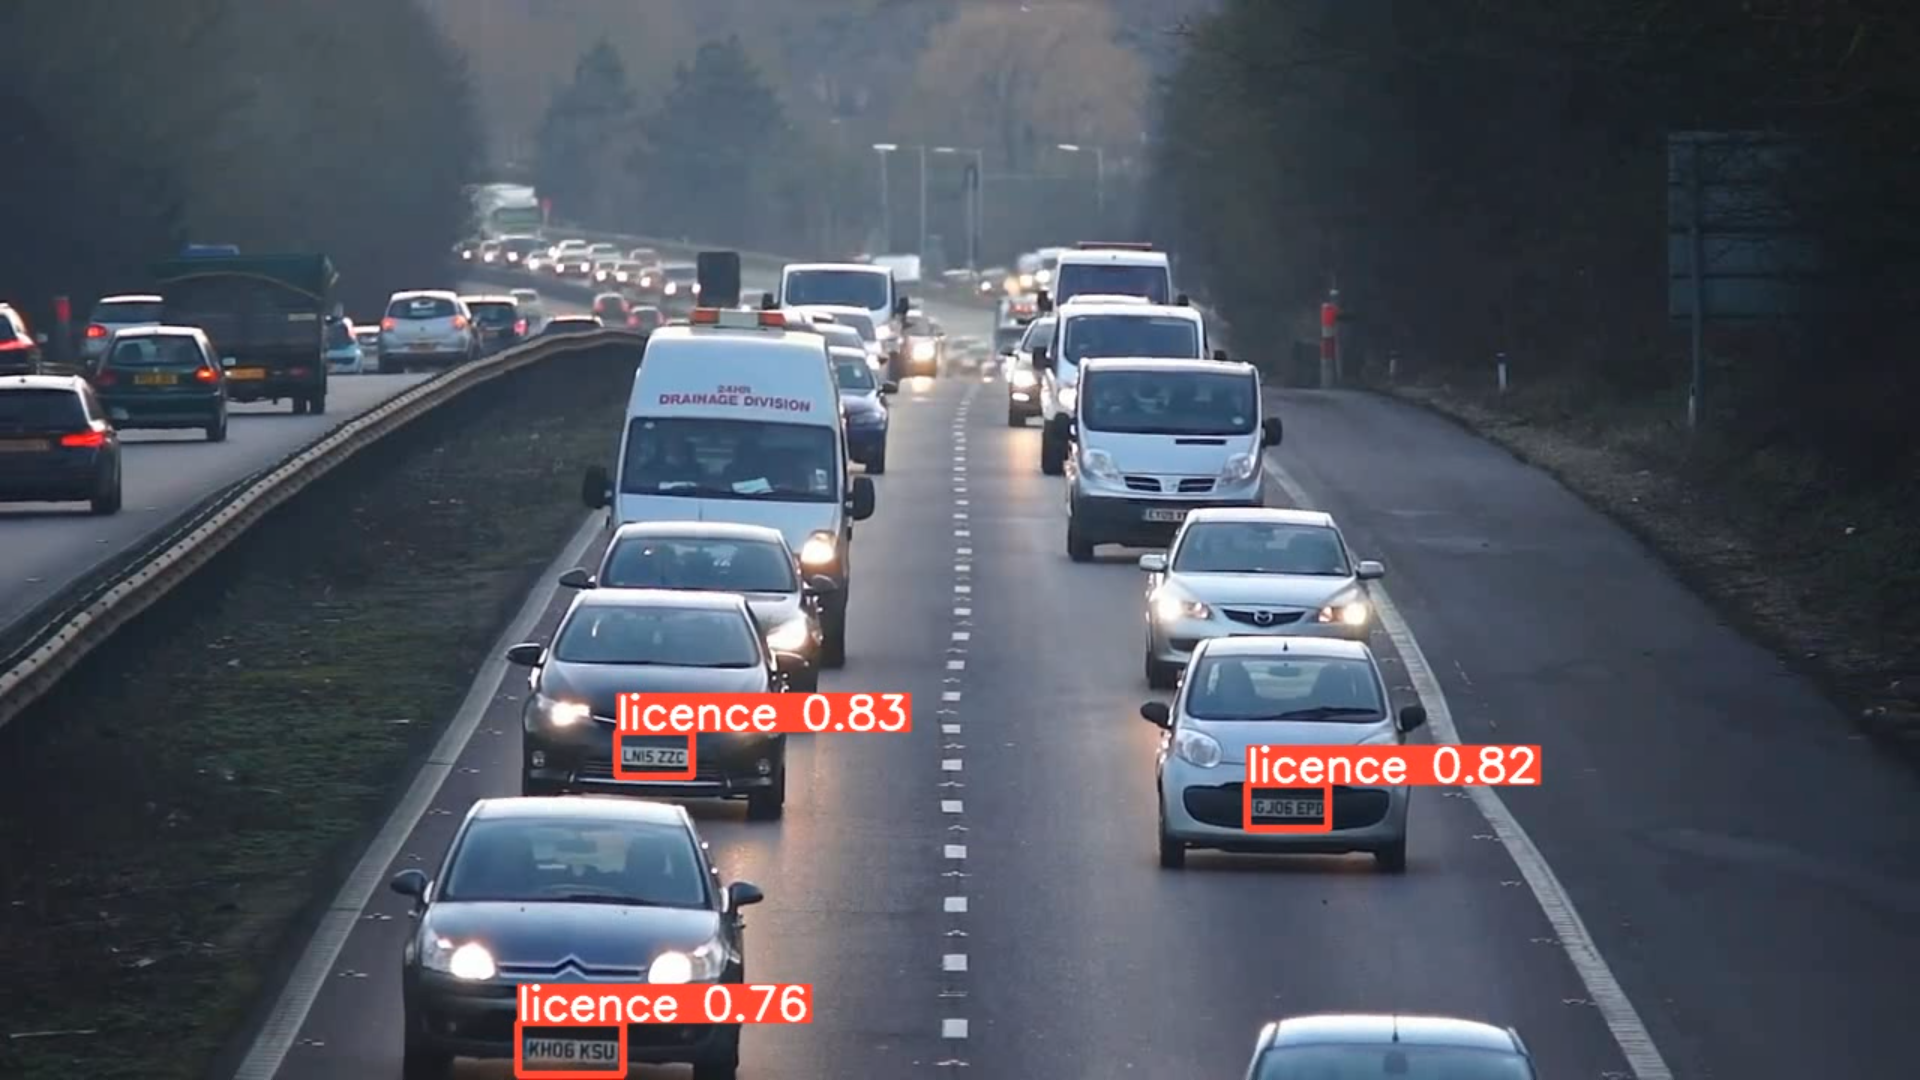 24HR
DRAINAGE DIVISION
licence 0.83
LN15 ZZC
licence 0.82
GJ06 EPD
licence 0.76
KH06 KSU